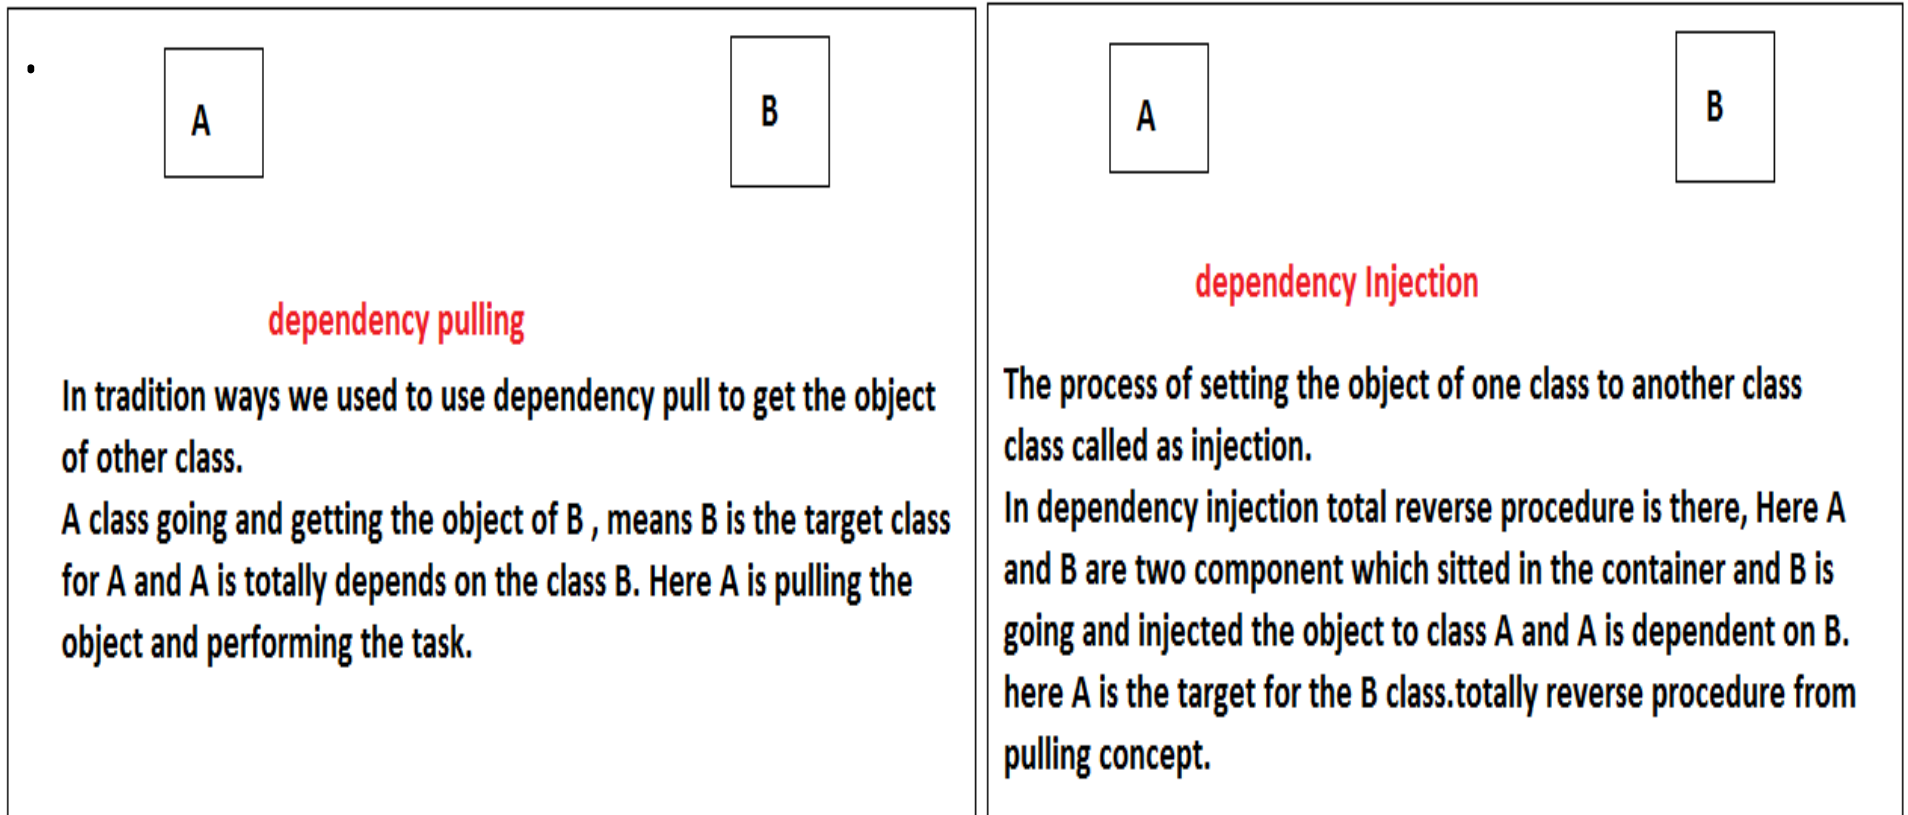 A
B
dependency pulling
In tradition ways we used to use dependency pull to get the object
of other class.
A class going and getting the object of B , means B is the target class
for A and A is totally depends on the class B. Here A is pulling the
object and performing the task.
A
B
dependency Injection
The process of setting the object of one class to another class
class called as injection.
In dependency injection total reverse procedure is there, Here A
and B are two component which sitted in the container and B is
going and injected the object to class A and A is dependent on B.
here A is the target for the B class.totally reverse procedure from
pulling concept.